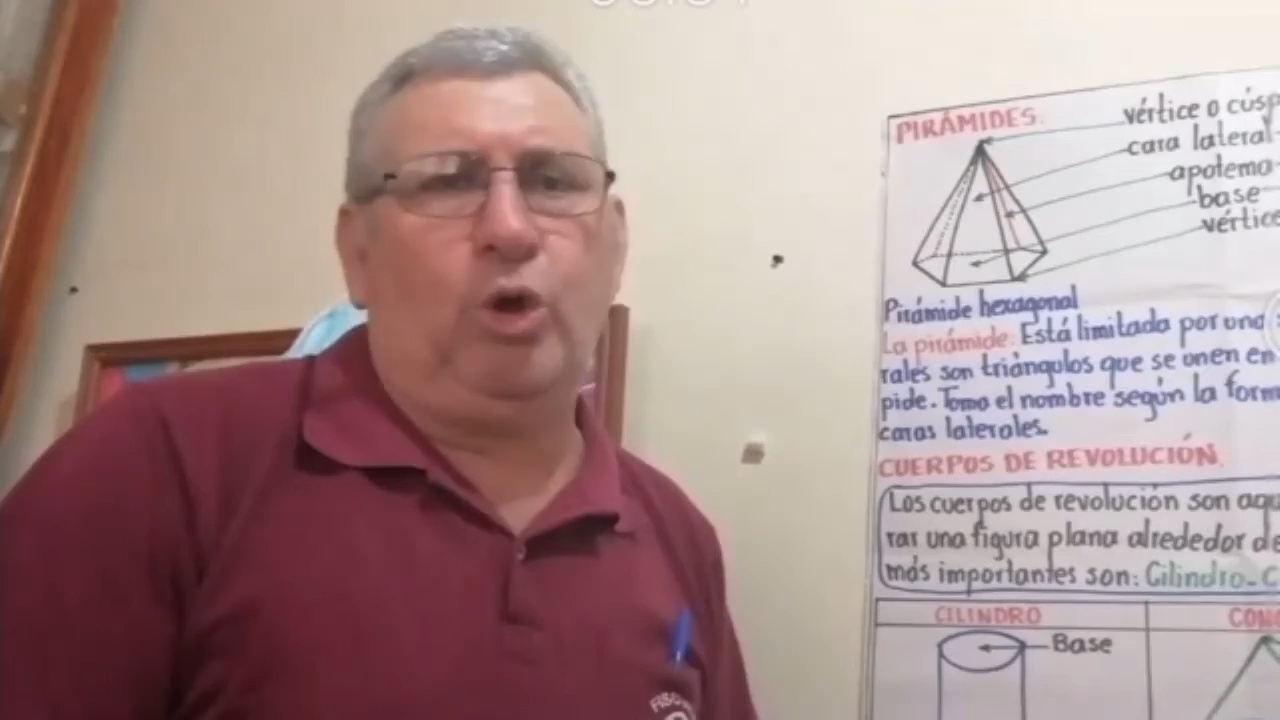 PIRÁMIDES.
vértice o cúsp
cara lateral
apotema
base
vértice
Pirámide hexagonal
La pirámide: Está limitada por una
rales son triángulos que se unen en
pide. Toma el nombre según la form
caras laterales.
CUERPOS DE REVOLUCIÓN.
Los cuerpos de revolución son aqu
rar una figura plana alrededor de
más importantes son: Cilindro-C
CILINDRO
CONO
Base